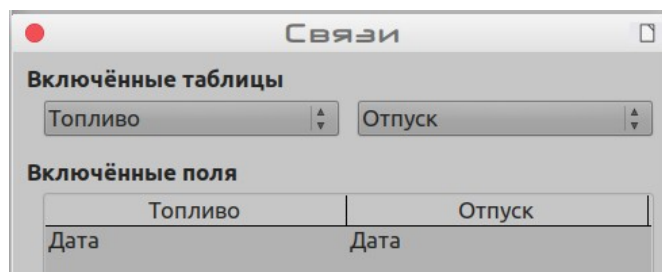 Связи
Включённые таблицы
Топливо Отпуск
Включённые поля
Топливо Отпуск
Дата Дата